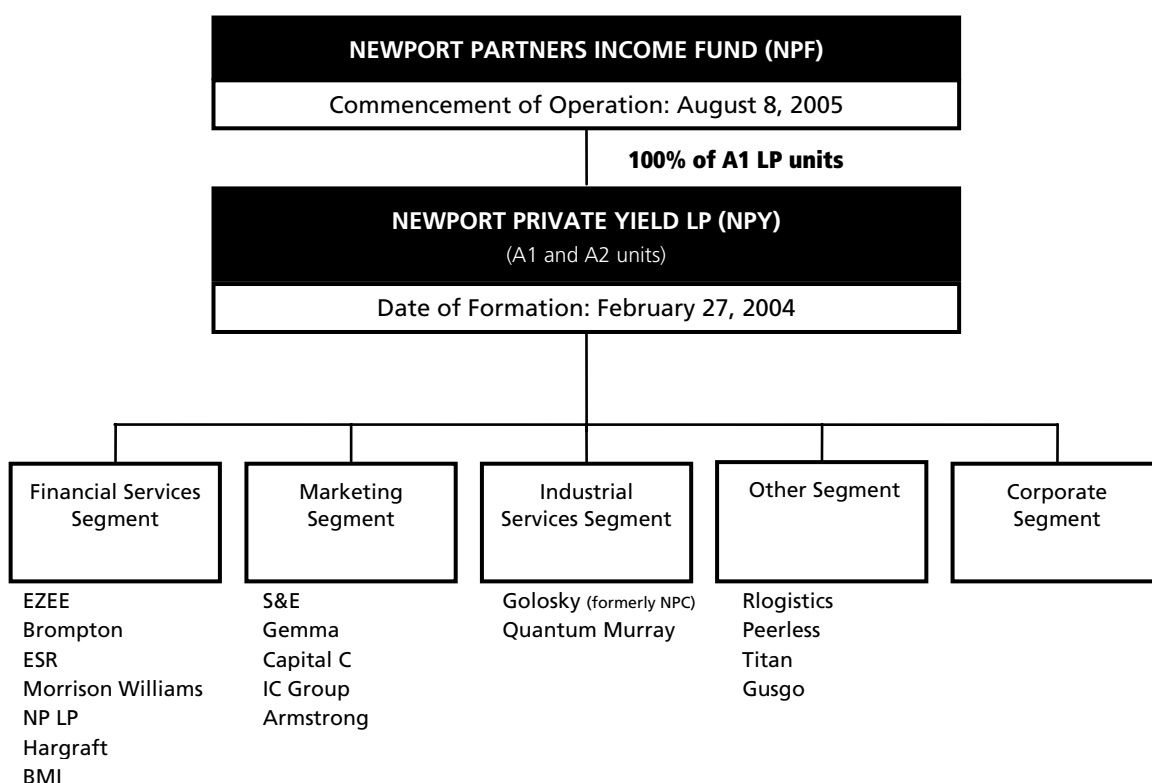 NEWPORT PARTNERS INCOME FUND (NPF)
Commencement of Operation: August 8, 2005
100% of A1 LP units
NEWPORT PRIVATE YIELD LP (NPY)
(A1 and A2 units)
Date of Formation: February 27, 2004
Financial Services
Segment
EZEE
Brompton
ESR
Morrison Williams
NP LP
Hargraft
BMI
Marketing
Segment
S&E
Gemma
Capital C
IC Group
Armstrong
Industrial
Services Segment
Golosky (formerly NPC)
Quantum Murray
Other Segment
Rlogistics
Peerless
Titan
Gusgo
Corporate
Segment